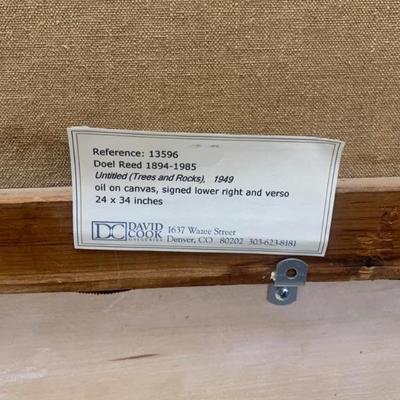 Reference: 13596
Doel Reed 1894-1985
Untitled (Trees and Rocks), 1949
oil on canvas, signed lower right and verso
24 x 34 inches
DC DAVID COOK GALLERIES
1637 Wazee Street
Denver, CO 80202 303-623-8181